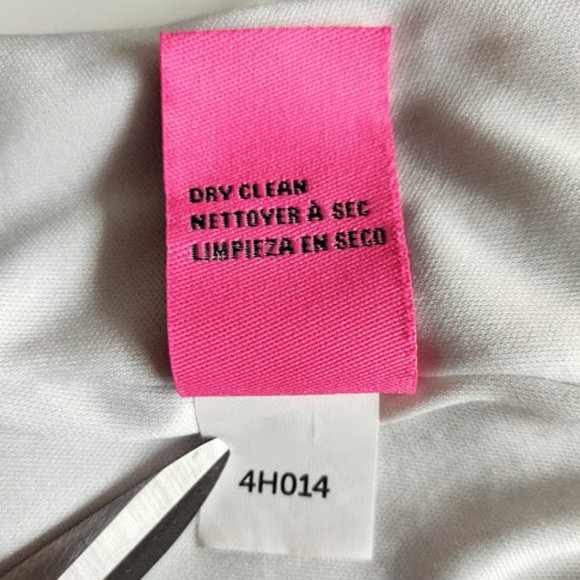 DRY CLEAN
NETTOYER À SEC
LIMPIEZA EN SECO
4H014